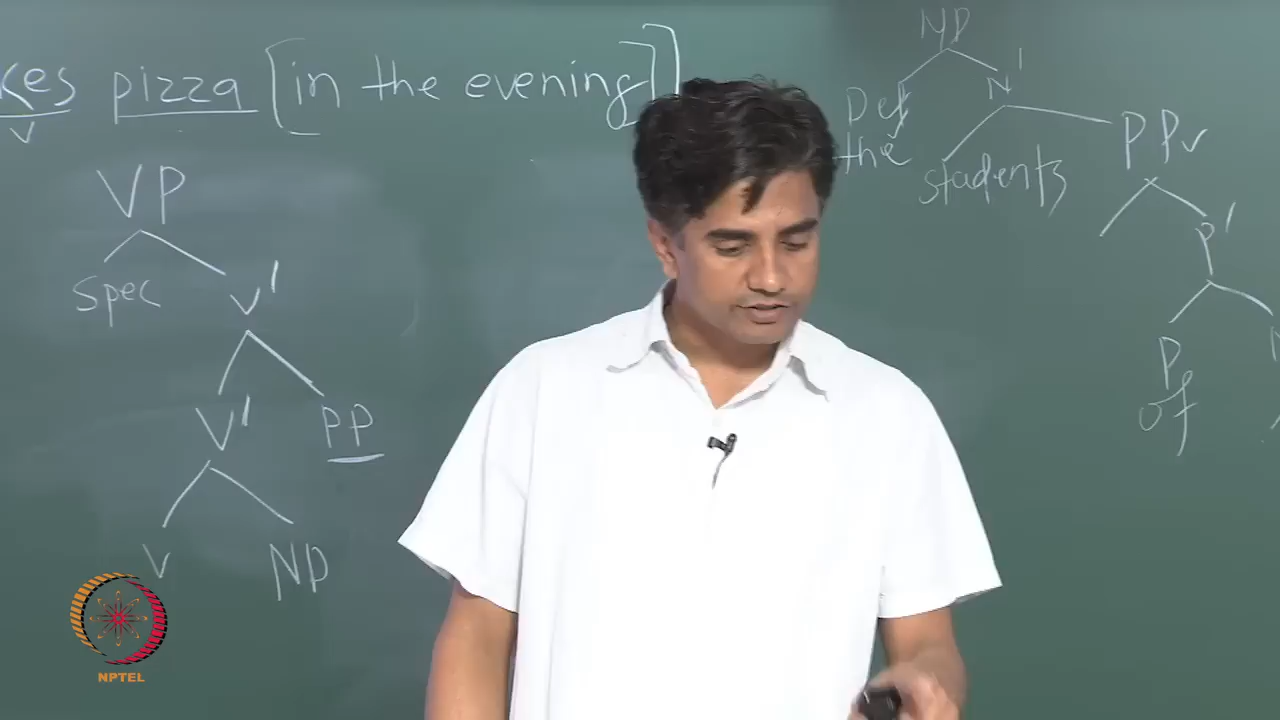 kes pizza [in the evening]]
v
VP
Spec V'
V' PP
V NP
NP
Det N'
the students PP
P'
P
of
NPTEL